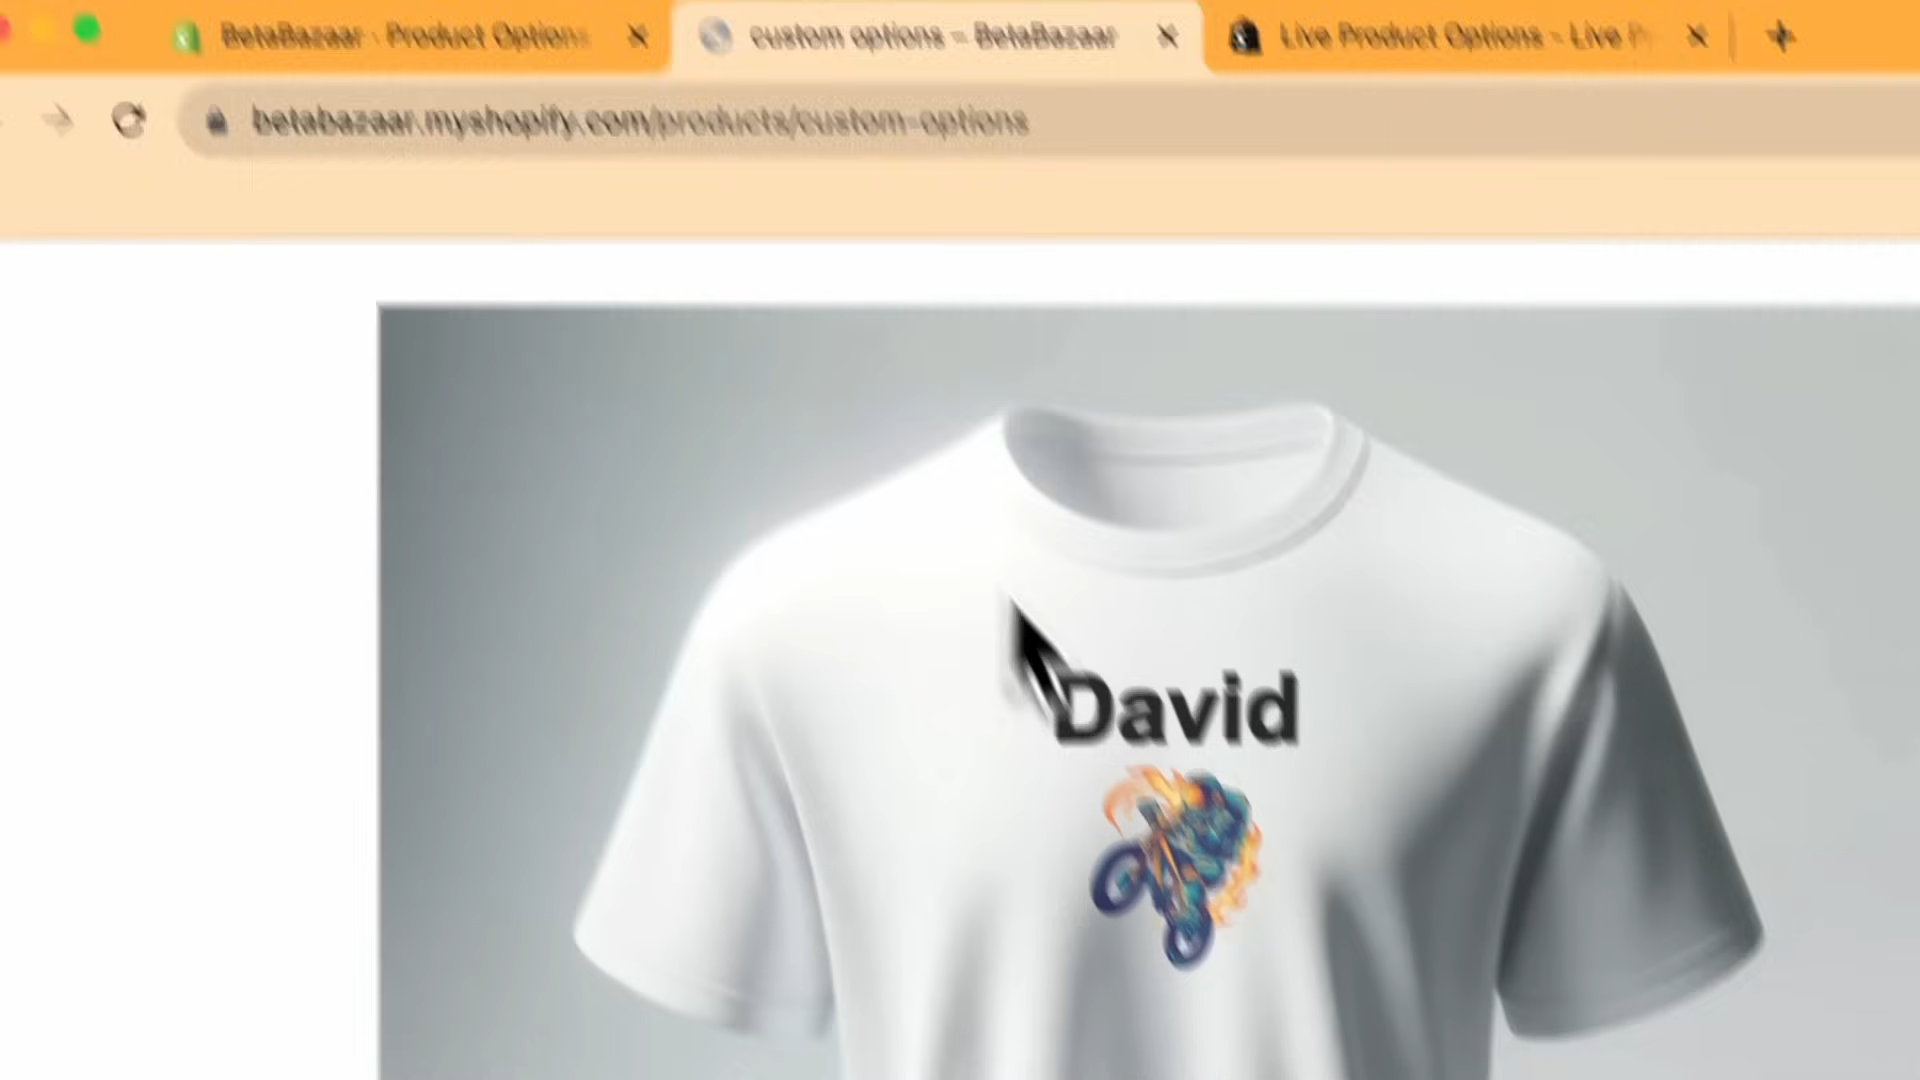 BetaBazaar · Product Options
custom options – BetaBazaar
Live Product Options - Live P
betabazaar.myshopify.com/products/custom-options
David